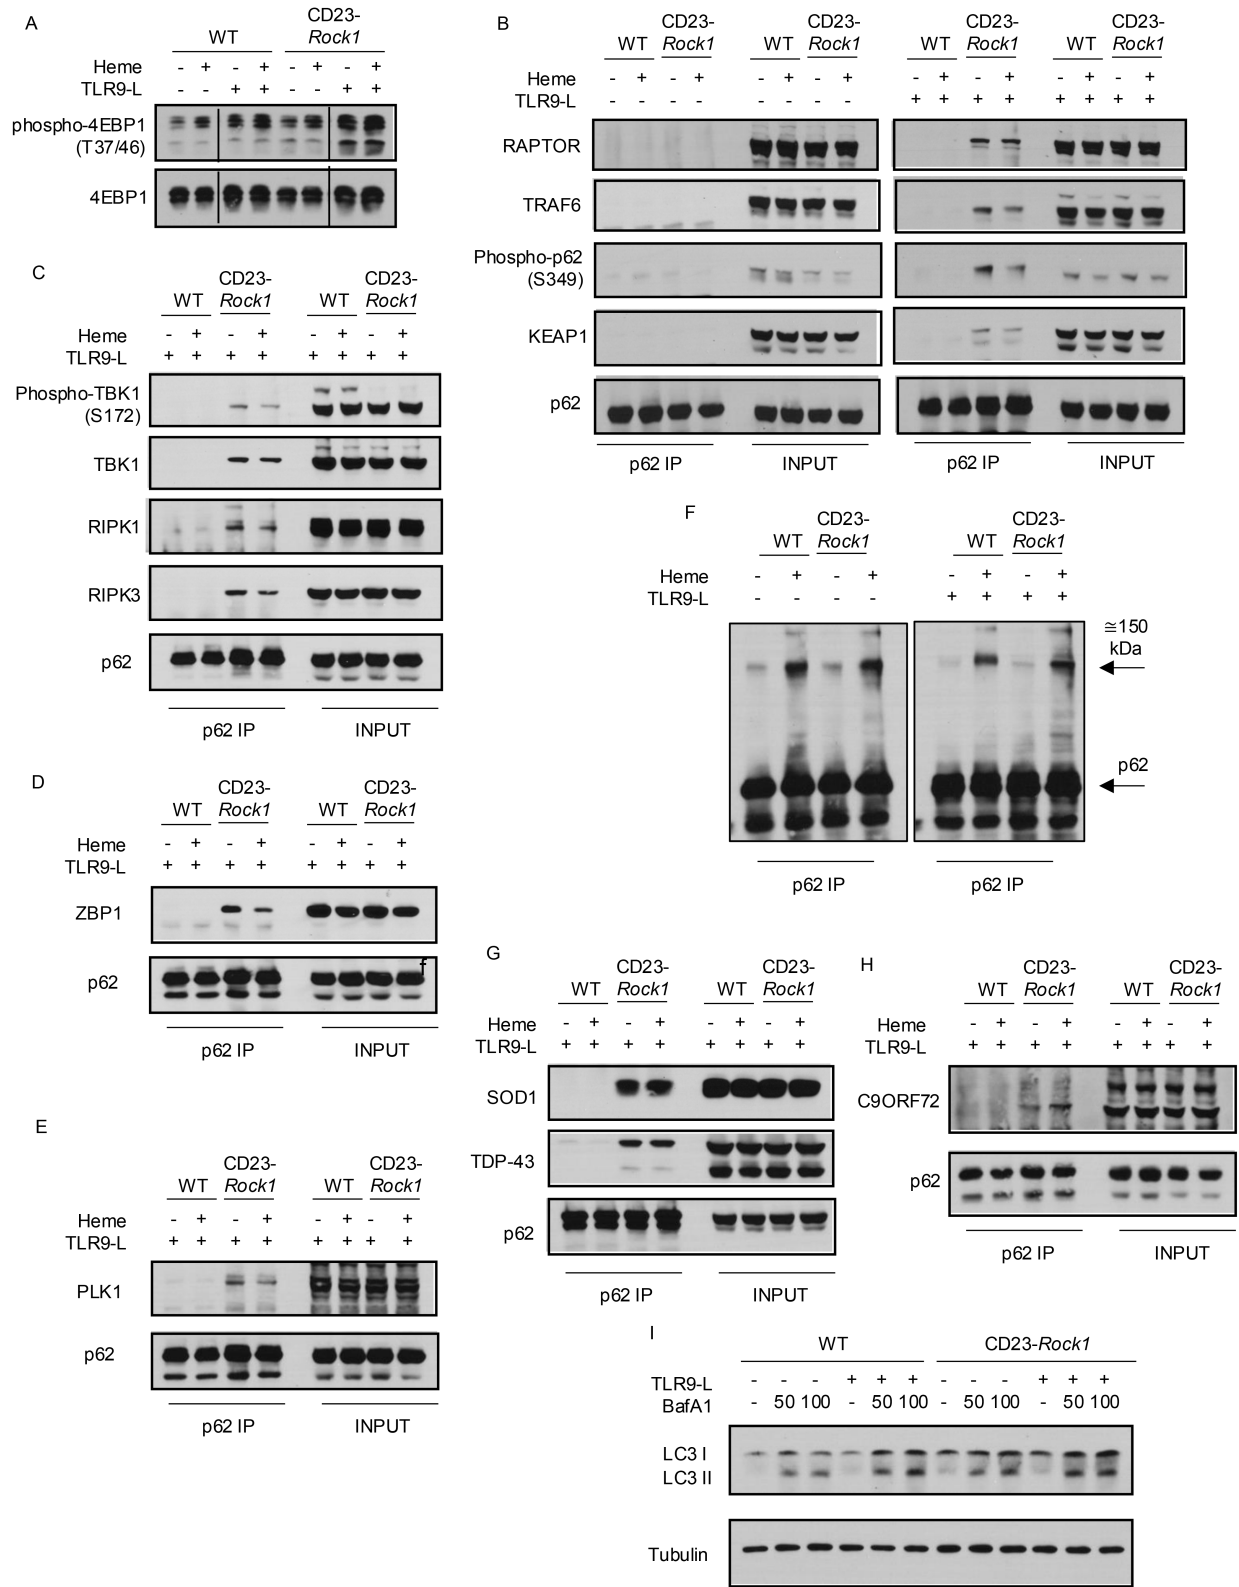 A
CD23-
WT Rock1
Heme - + - + - + - +
TLR9-L - - + + - - + +
phospho-4EBP1
(T37/46)
4EBP1
B
CD23- CD23- CD23- CD23-
WT Rock1 WT Rock1 WT Rock1 WT Rock1
Heme - + - + - + - + - + - + - + - +
TLR9-L - - - - - - - - + + + + + + + +
RAPTOR
TRAF6
Phospho-p62
(S349)
KEAP1
p62
p62 IP INPUT p62 IP INPUT
C
CD23- CD23-
WT Rock1 WT Rock1
Heme - + - + - + - +
TLR9-L + + + + + + + +
Phospho-TBK1
(S172)
TBK1
RIPK1
RIPK3
p62
p62 IP INPUT
D
CD23- CD23-
WT Rock1 WT Rock1
Heme - + - + - + - +
TLR9-L + + + + + + + +
ZBP1
f
p62
p62 IP INPUT
E
CD23- CD23-
WT Rock1 WT Rock1
Heme - + - + - + - +
TLR9-L + + + + + + + +
PLK1
p62
p62 IP INPUT
F
CD23- CD23-
WT Rock1 WT Rock1
Heme - + - + - + - +
TLR9-L - - - - + + + +
≅150
kDa
p62
p62 IP p62 IP
G
CD23- CD23-
WT Rock1 WT Rock1
Heme - + - + - + - +
TLR9-L + + + + + + + +
SOD1
TDP-43
p62
p62 IP INPUT
H
CD23- CD23-
WT Rock1 WT Rock1
Heme - + - + - + - +
TLR9-L + + + + + + + +
C9ORF72
p62
p62 IP INPUT
I
WT CD23-Rock1
TLR9-L - - - + + + - - - + + +
BafA1 - 50 100 - 50 100 - 50 100 - 50 100
LC3 I
LC3 II
Tubulin